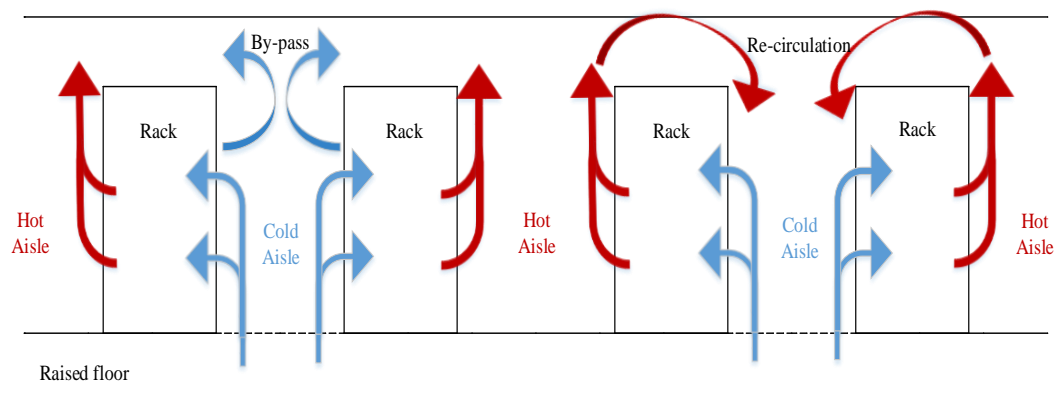 By-pass
Re-circulation
Rack
Rack
Rack
Rack
Hot
Aisle
Cold
Aisle
Hot
Aisle
Cold
Aisle
Hot
Aisle
Raised floor